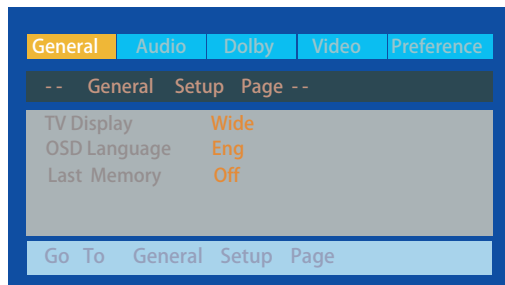 General Audio Dolby Video Preference
-- General Setup Page --
TV Display Wide
OSD Language Eng
Last Memory Off
Go To General Setup Page